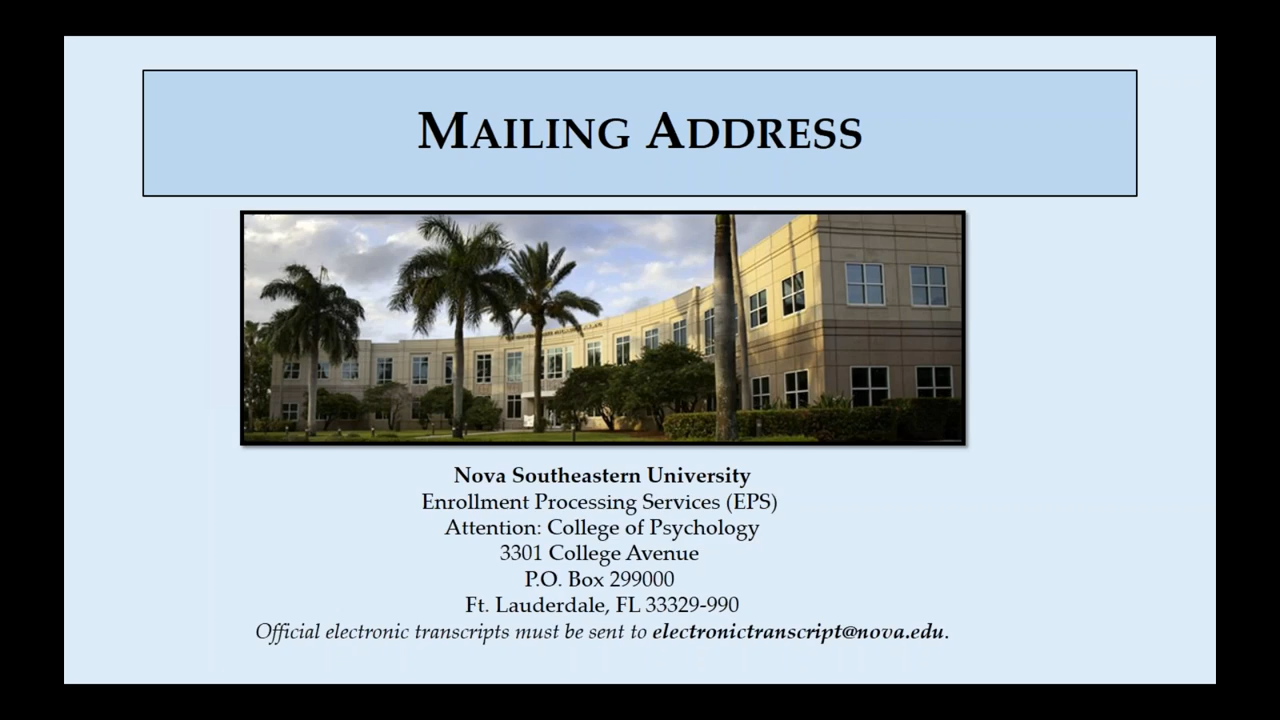 MAILING ADDRESS
Nova Southeastern University
Enrollment Processing Services (EPS)
Attention: College of Psychology
3301 College Avenue
P.O. Box 299000
Ft. Lauderdale, FL 33329-990
Official electronic transcripts must be sent to electronictranscript@nova.edu.